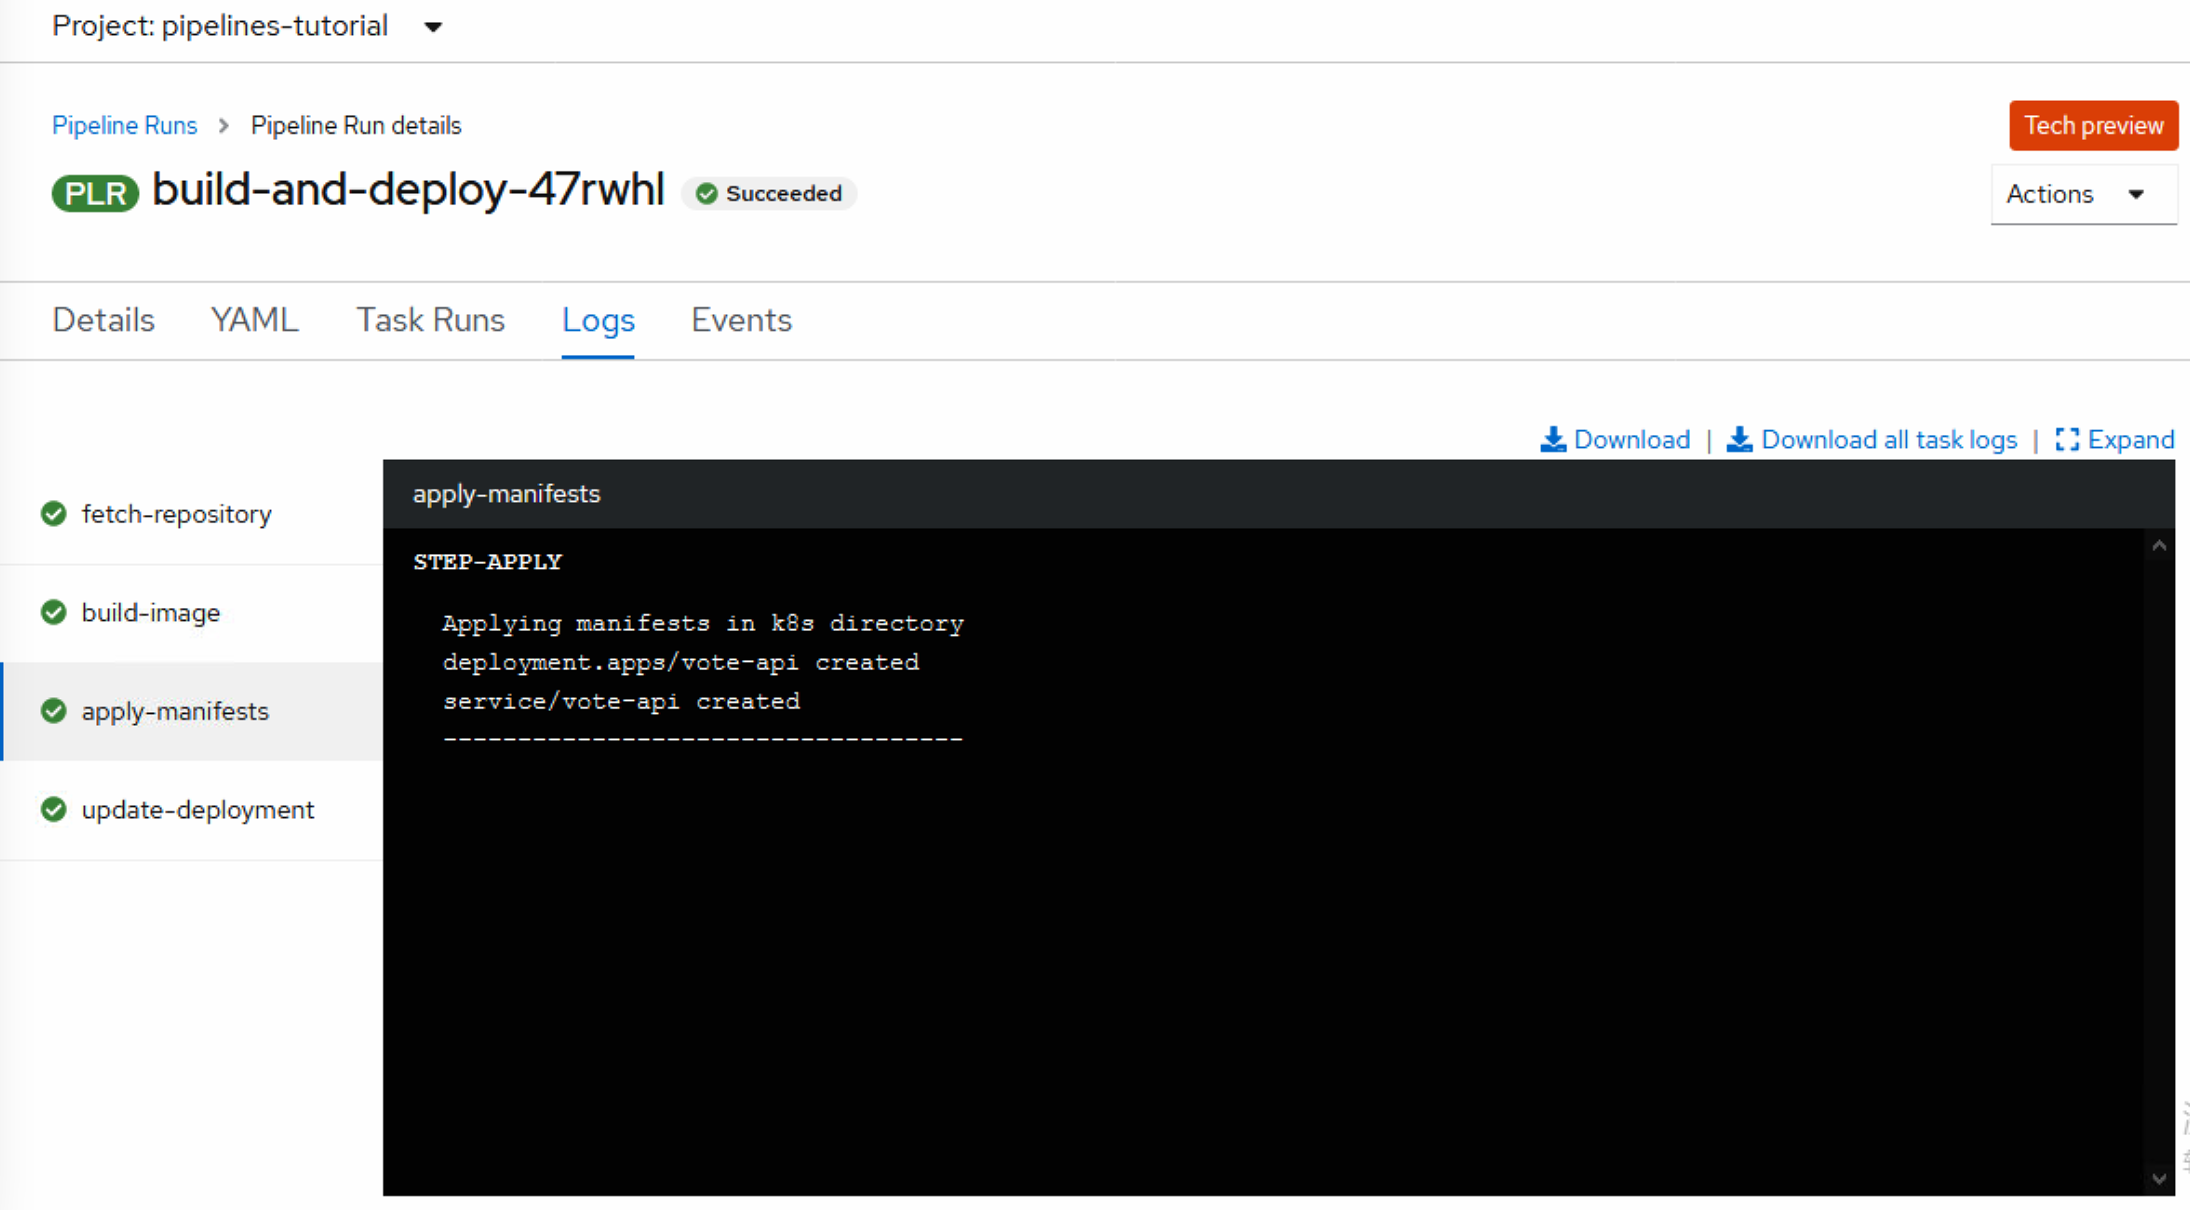 Project: pipelines-tutorial
Pipeline Runs > Pipeline Run details
Tech preview
PLR build-and-deploy-47rwhl Succeeded
Actions
Details YAML Task Runs Logs Events
Download | Download all task logs | Expand
apply-manifests
fetch-repository
build-image
apply-manifests
update-deployment
STEP-APPLY
Applying manifests in k8s directory
deployment.apps/vote-api created
service/vote-api created
-----------------------------------